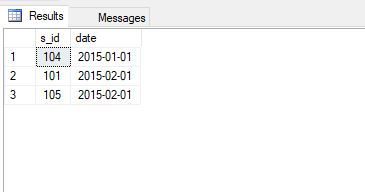 Results Messages
s_id date
1 104 2015-01-01
2 101 2015-02-01
3 105 2015-02-01